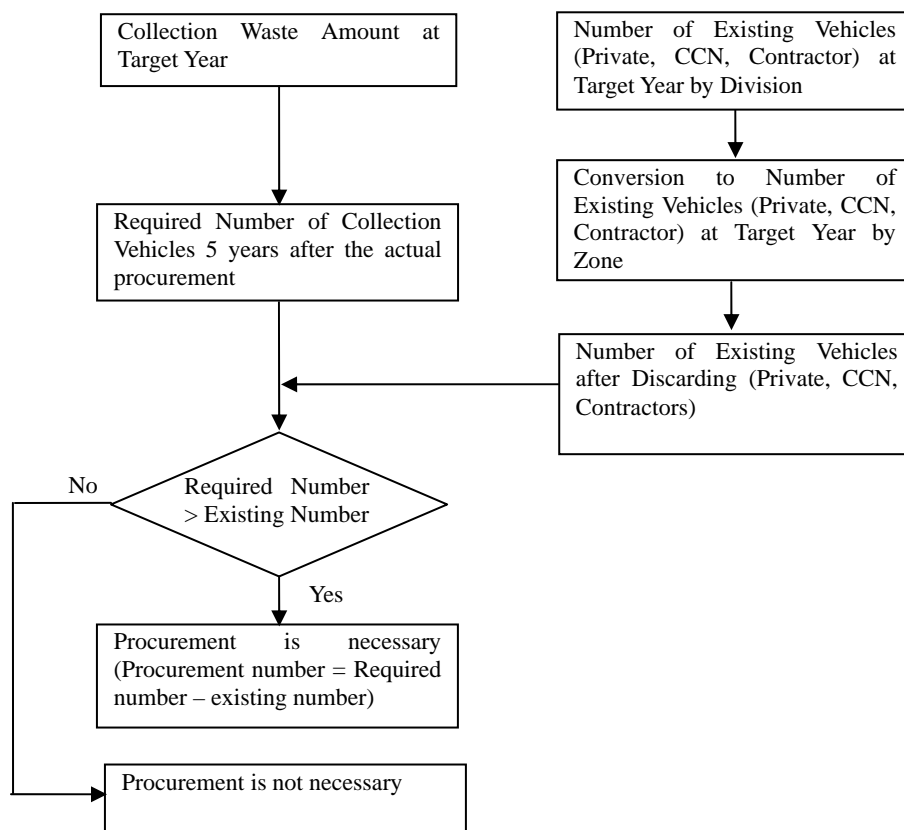 Collection Waste Amount at
Target Year
Number of Existing Vehicles
(Private, CCN, Contractor) at
Target Year by Division
Conversion to Number of
Existing Vehicles (Private, CCN,
Contractor) at Target Year by
Zone
Required Number of Collection
Vehicles 5 years after the actual
procurement
Number of Existing Vehicles
after Discarding (Private, CCN,
Contractors)
No
Required Number
> Existing Number
Yes
Procurement is necessary
(Procurement number = Required
number – existing number)
Procurement is not necessary